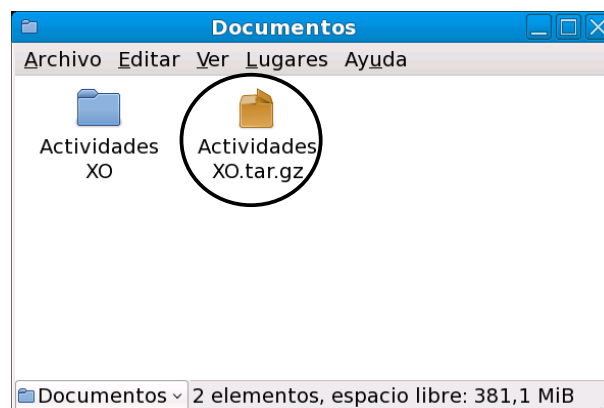 Documentos
Archivo Editar Ver Lugares Ayuda
Actividades
XO
Actividades
XO.tar.gz
Documentos 2 elementos, espacio libre: 381,1 MiB